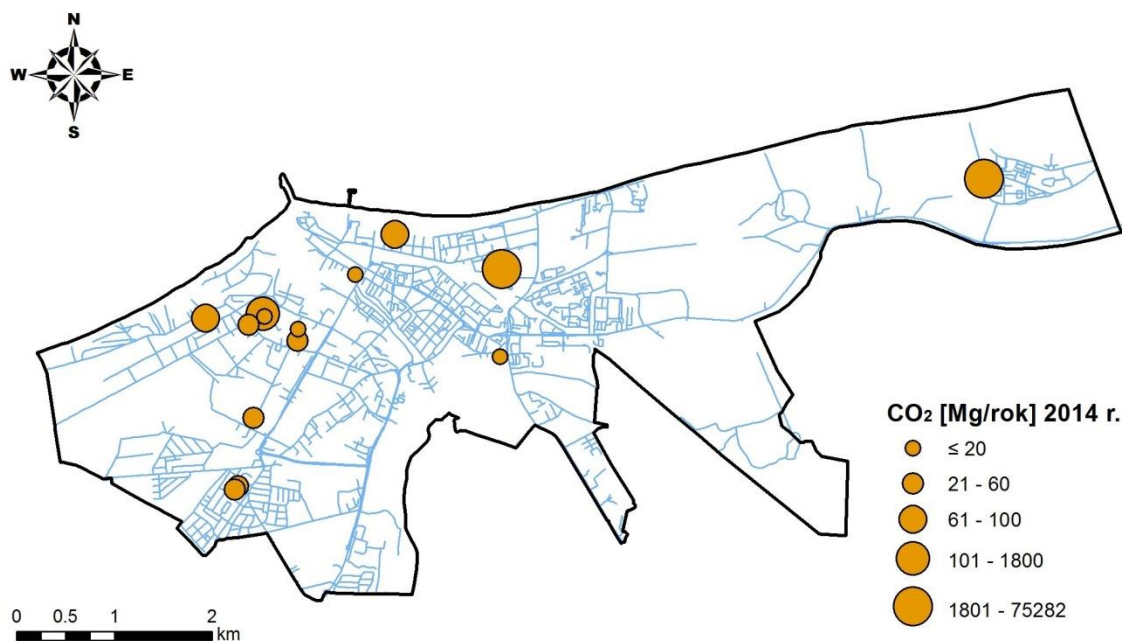 N
W E
S
CO₂ [Mg/rok] 2014 r.
≤ 20
21 - 60
61 - 100
101 - 1800
1801 - 75282
0 0.5 1 2
km